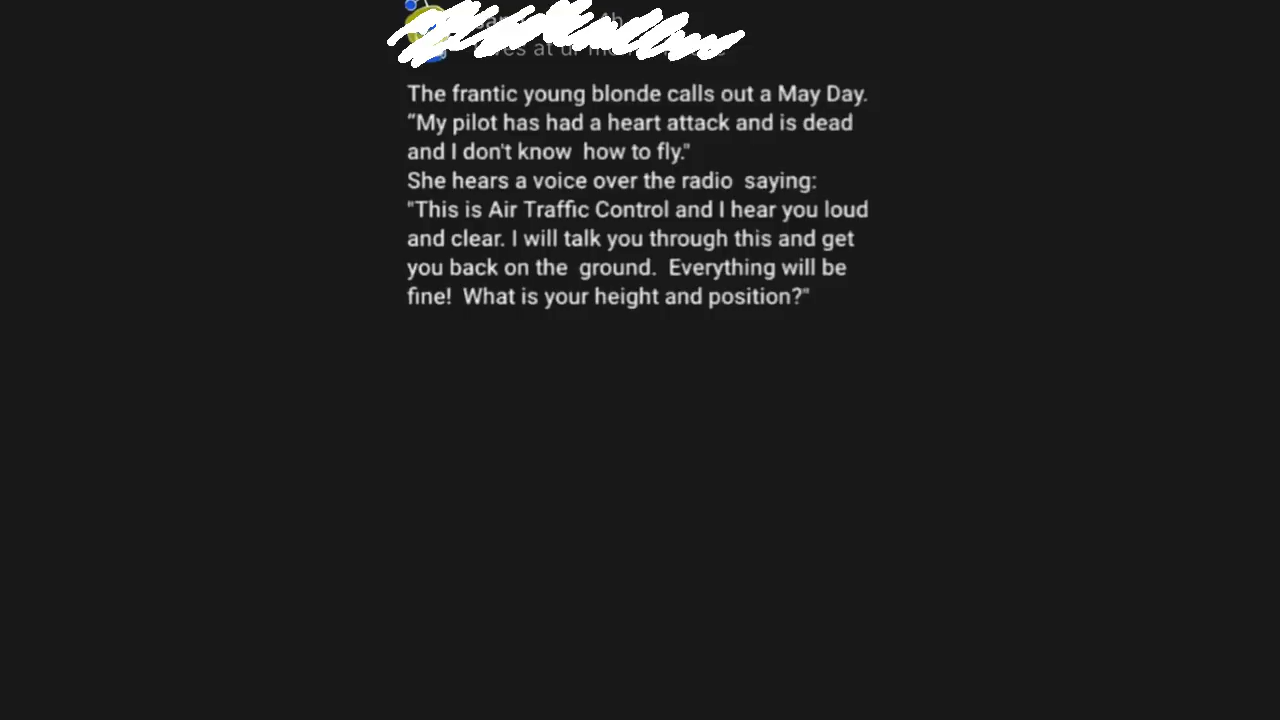 The frantic young blonde calls out a May Day.
“My pilot has had a heart attack and is dead
and I don't know  how to fly."
She hears a voice over the radio  saying:
"This is Air Traffic Control and I hear you loud
and clear. I will talk you through this and get
you back on the  ground.  Everything will be
fine!  What is your height and position?"